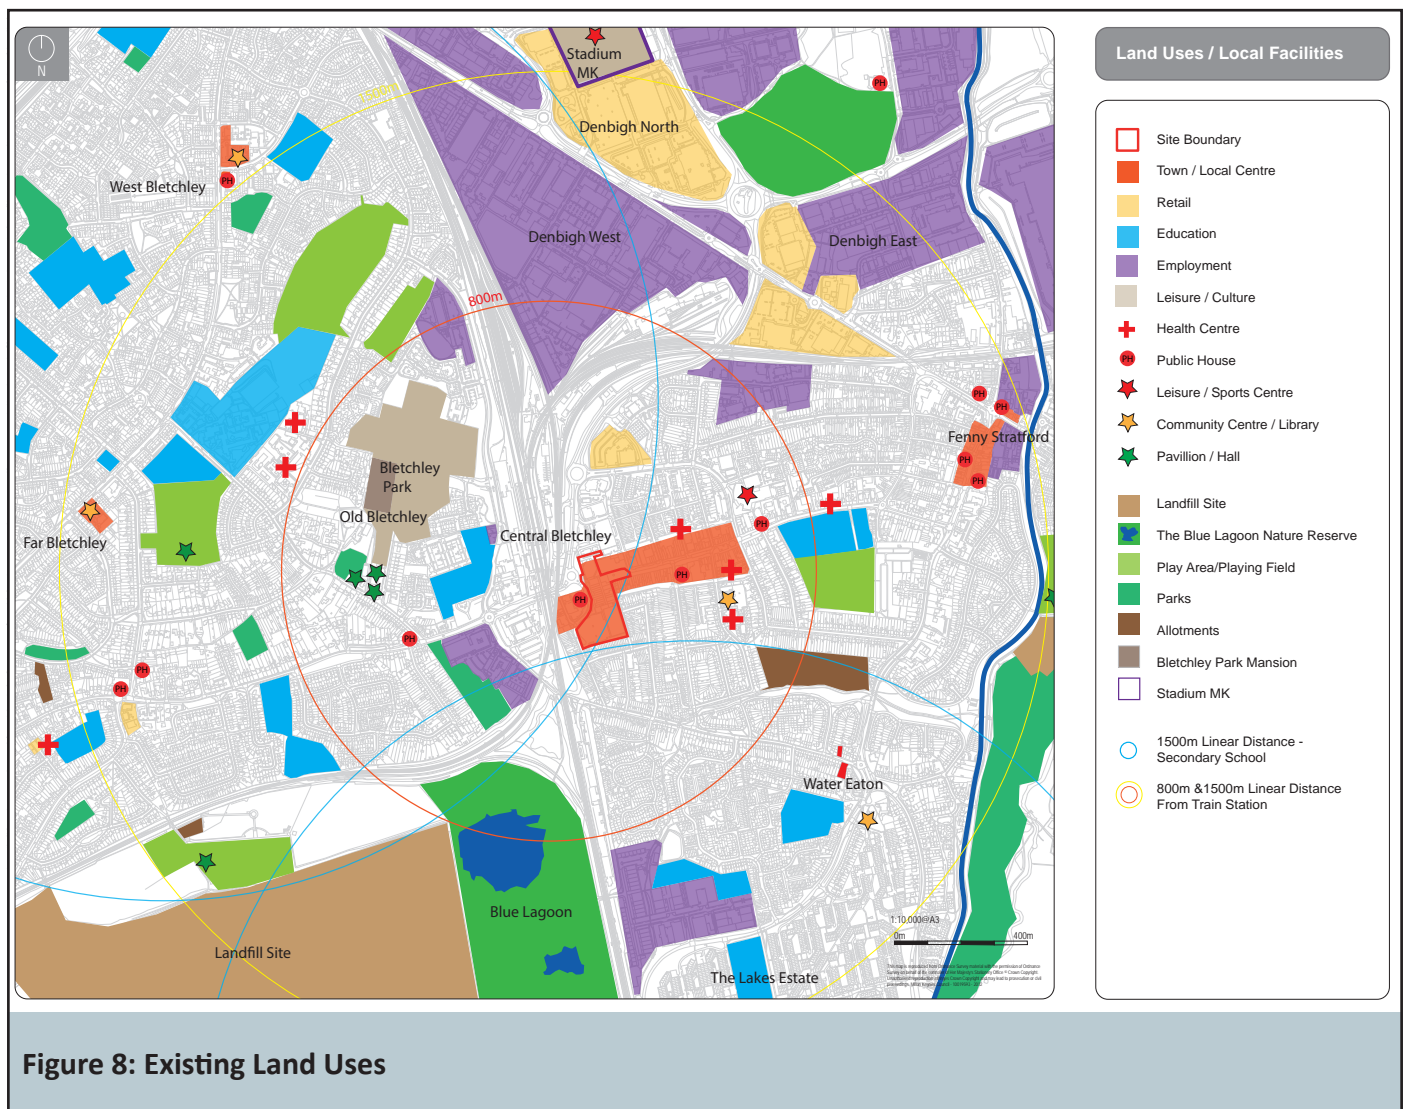 N
Stadium
MK
PH
1500m
Denbigh North
West Bletchley
PH
Denbigh West
Denbigh East
800m
PH
PH
Fenny Stratford
PH
PH
Bletchley
Park
Old Bletchley
Central Bletchley
PH
Far Bletchley
PH
PH
PH
PH
PH
Water Eaton
Blue Lagoon
1:10,000@A3
0m 400m
Landfill Site
The Lakes Estate
Land Uses / Local Facilities
Site Boundary
Town / Local Centre
Retail
Education
Employment
Leisure / Culture
Health Centre
PH Public House
Leisure / Sports Centre
Community Centre / Library
Pavillion / Hall
Landfill Site
The Blue Lagoon Nature Reserve
Play Area/Playing Field
Parks
Allotments
Bletchley Park Mansion
Stadium MK
1500m Linear Distance -
Secondary School
800m &1500m Linear Distance
From Train Station
Figure 8: Existing Land Uses